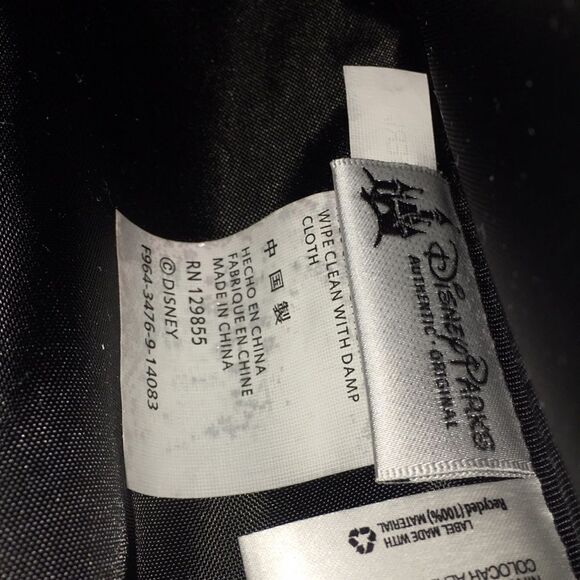 DISNEY PARKS
AUTHENTIC · ORIGINAL
WIPE CLEAN WITH DAMP
CLOTH
中国製
HECHO EN CHINA
FABRIQUE EN CHINE
MADE IN CHINA
RN 129855
©DISNEY
F964-3476-9-14083
LABEL MADE WITH
Recycled (100%) MATERIAL
COLOCAR